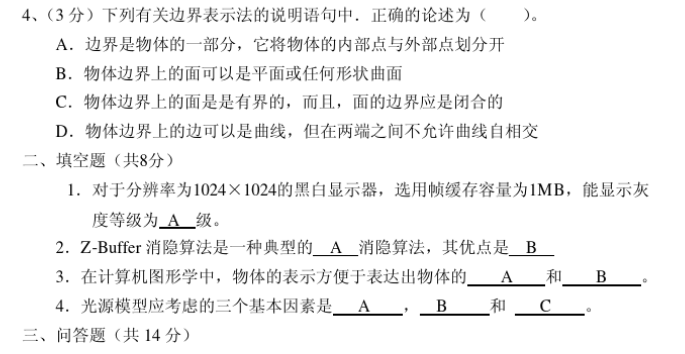 4、（3 分）下列有关边界表示法的说明语句中．正确的论述为（　　）。
A．边界是物体的一部分，它将物体的内部点与外部点划分开
B．物体边界上的面可以是平面或任何形状曲面
C．物体边界上的面是是有界的，而且，面的边界应是闭合的
D．物体边界上的边可以是曲线，但在两端之间不允许曲线自相交
二、填空题（共8分）
1．对于分辨率为1024×1024的黑白显示器，选用帧缓存容量为1MB，能显示灰
度等级为 A 级。
2．Z-Buffer 消隐算法是一种典型的 A 消隐算法，其优点是 B
3．在计算机图形学中，物体的表示方便于表达出物体的 A 和 B 。
4．光源模型应考虑的三个基本因素是 A ， B 和 C 。
三、问答题（共 14 分）